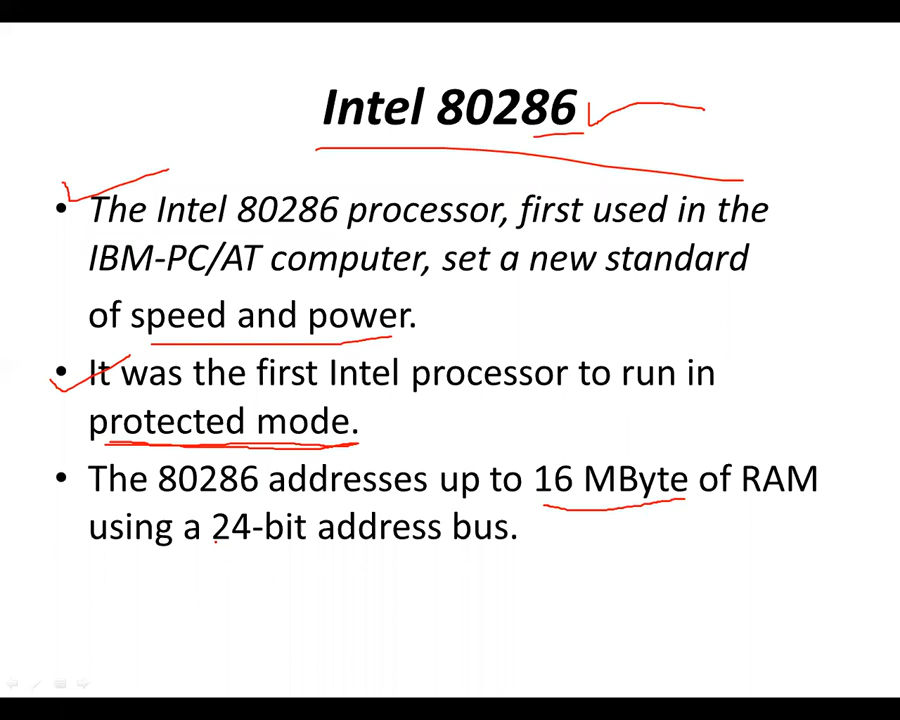 Intel 80286
• The Intel 80286 processor, first used in the
IBM-PC/AT computer, set a new standard
of speed and power.
• It was the first Intel processor to run in
protected mode.
• The 80286 addresses up to 16 MByte of RAM
using a 24-bit address bus.